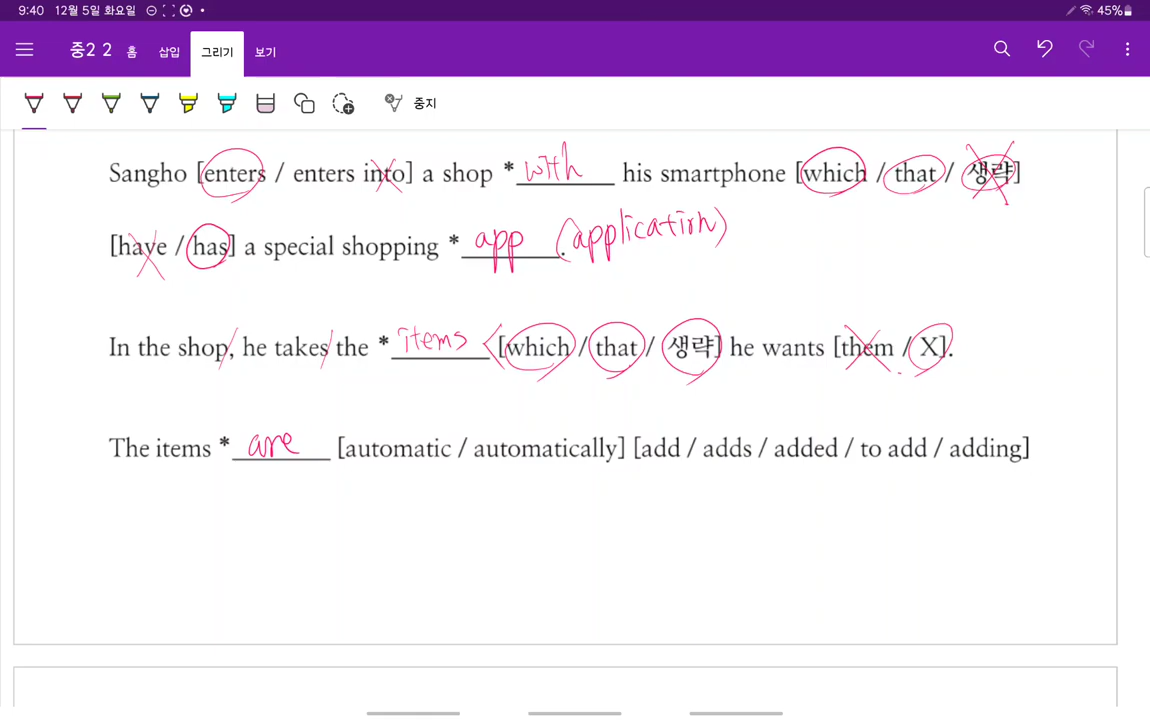 9:40 12월 5일 화요일 45%
중2 2 홈 삽입 그리기 보기
중지
Sangho [enters / enters into] a shop * with his smartphone [which / that / 생략]
[have / has] a special shopping * app . (application)
In the shop, he takes the * items [which / that / 생략] he wants [them / X].
The items * are [automatic / automatically] [add / adds / added / to add / adding]